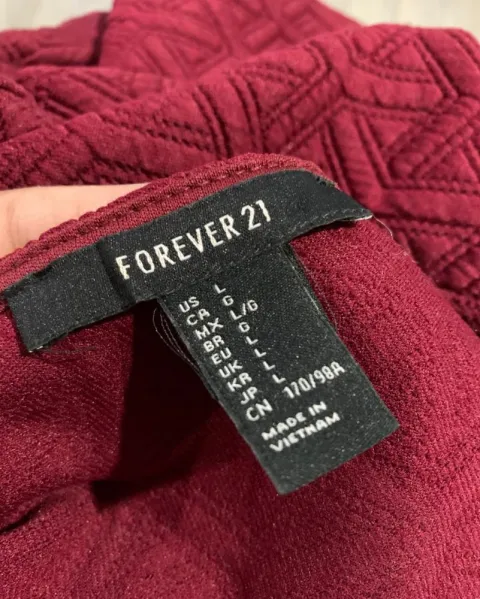 FOREVER 21
US L
CA G
MX L/G
BR G
EU L
UK L
KR L
JP L
CN 170/98A
MADE IN
VIETNAM